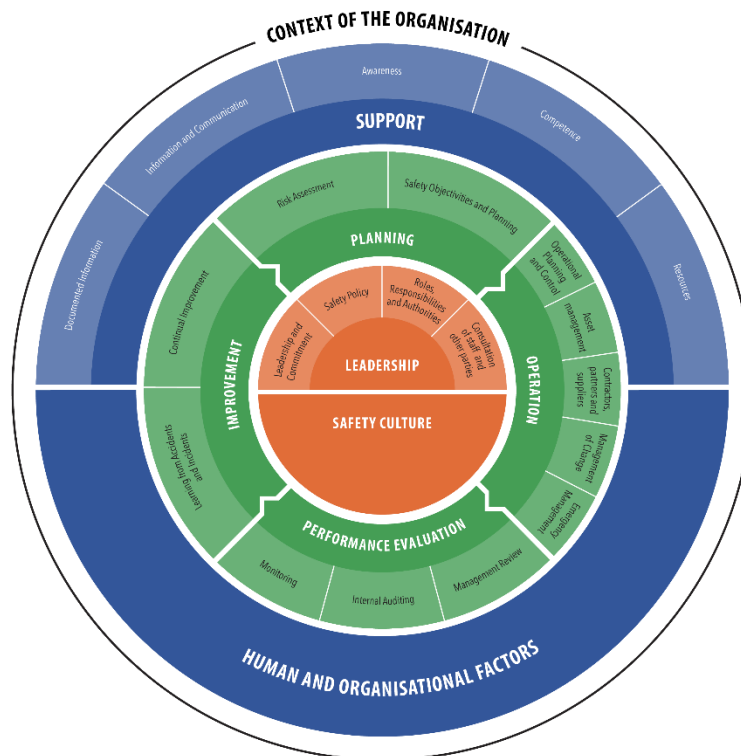 CONTEXT OF THE ORGANISATION
Documented Information
Information and Communication
Awareness
Competence
Resources
SUPPORT
Risk Assessment
Safety Objectivities and Planning
PLANNING
Operational
Planning
and Control
Asset
management
Contractors,
partners and
suppliers
Management
of Change
Emergency
Management
OPERATION
Continual Improvement
Learning from Accidents
and Incidents
IMPROVEMENT
Leadership and
Commitment
Safety Policy
Roles,
Responsibilities
and Authorities
Consultation
of staff and
other parties
LEADERSHIP
SAFETY CULTURE
PERFORMANCE EVALUATION
Monitoring
Internal Auditing
Management Review
HUMAN AND ORGANISATIONAL FACTORS